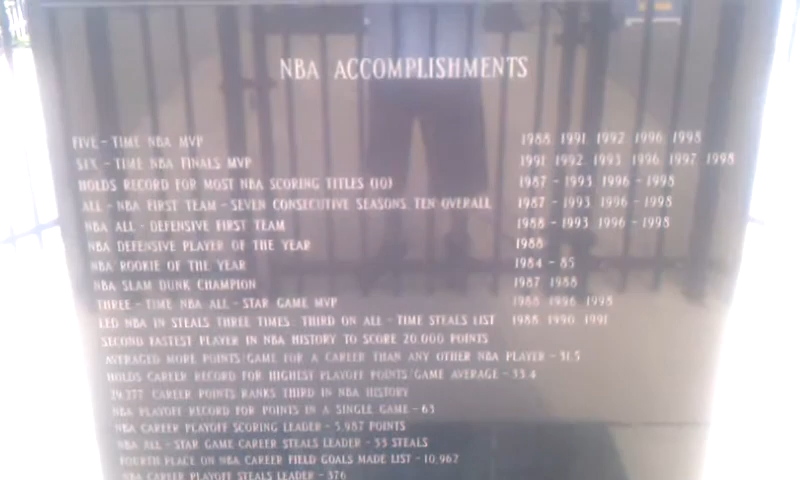 NBA ACCOMPLISHMENTS
FIVE - TIME NBA MVP 1988 1991 1992 1996 1998
SIX - TIME NBA FINALS MVP 1991 1992 1993 1996 1997 1998
HOLDS RECORD FOR MOST NBA SCORING TITLES (10) 1987 - 1993 1996 - 1998
ALL - NBA FIRST TEAM - SEVEN CONSECUTIVE SEASONS, TEN OVERALL 1987 - 1993 1996 - 1998
NBA ALL - DEFENSIVE FIRST TEAM 1988 - 1993 1996 - 1998
NBA DEFENSIVE PLAYER OF THE YEAR 1988
NBA ROOKIE OF THE YEAR 1984 - 85
NBA SLAM DUNK CHAMPION 1987 1988
THREE - TIME NBA ALL - STAR GAME MVP 1988 1996 1998
LED NBA IN STEALS THREE TIMES; THIRD ON ALL - TIME STEALS LIST 1988 1990 1991
SECOND FASTEST PLAYER IN NBA HISTORY TO SCORE 20,000 POINTS
AVERAGED MORE POINTS/GAME FOR A CAREER THAN ANY OTHER NBA PLAYER - 31.5
HOLDS CAREER RECORD FOR HIGHEST PLAYOFF POINTS/GAME AVERAGE - 33.4
29,277 CAREER POINTS RANKS THIRD IN NBA HISTORY
NBA PLAYOFF RECORD FOR POINTS IN A SINGLE GAME - 63
NBA CAREER PLAYOFF SCORING LEADER - 5,987 POINTS
NBA ALL - STAR GAME CAREER STEALS LEADER - 33 STEALS
FOURTH PLACE ON NBA CAREER FIELD GOALS MADE LIST - 10,962
NBA CAREER PLAYOFF STEALS LEADER - 376